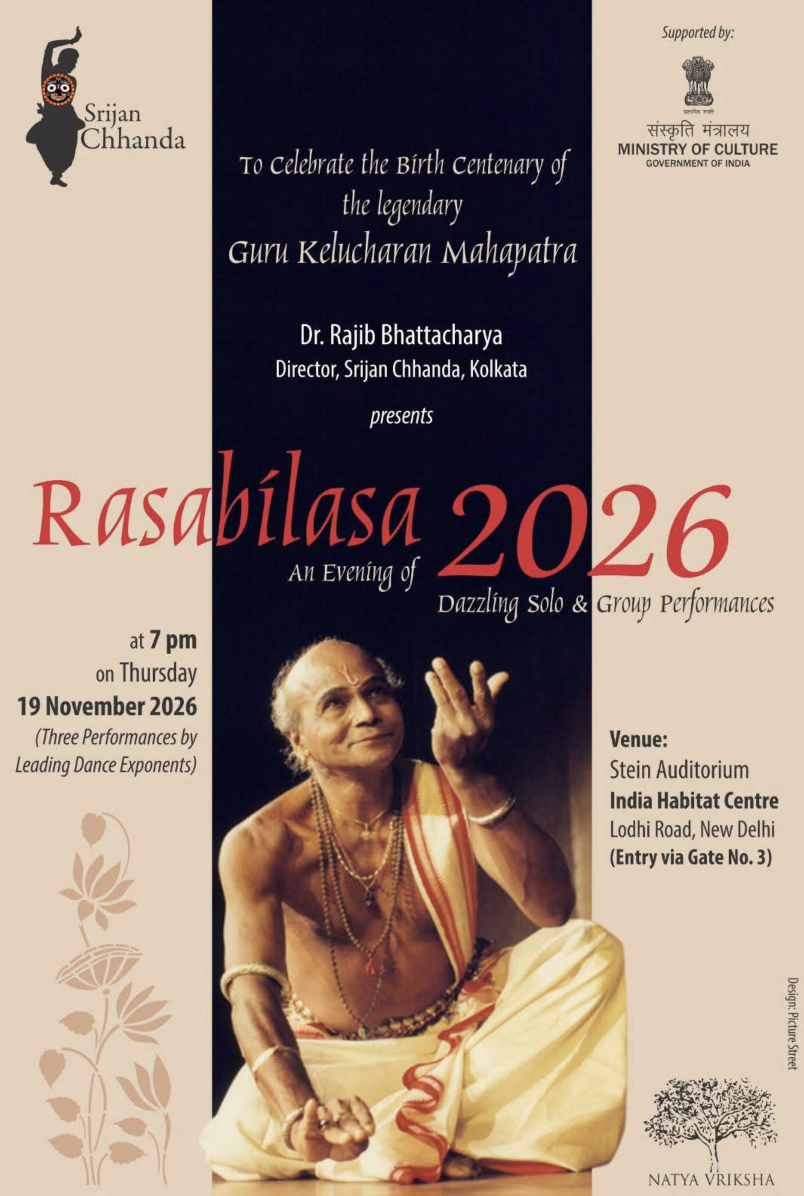 Srijan
Chhanda
Supported by:
सत्यमेव जयते
संस्कृति मंत्रालय
MINISTRY OF CULTURE
GOVERNMENT OF INDIA
To Celebrate the Birth Centenary of
the legendary
Guru Kelucharan Mahapatra
Dr. Rajib Bhattacharya
Director, Srijan Chhanda, Kolkata
presents
Rasabilasa 2026
An Evening of
Dazzling Solo & Group Performances
at 7 pm
on Thursday
19 November 2026
(Three Performances by
Leading Dance Exponents)
Venue:
Stein Auditorium
India Habitat Centre
Lodhi Road, New Delhi
(Entry via Gate No. 3)
Design: Picture Street
NATYA VRIKSHA